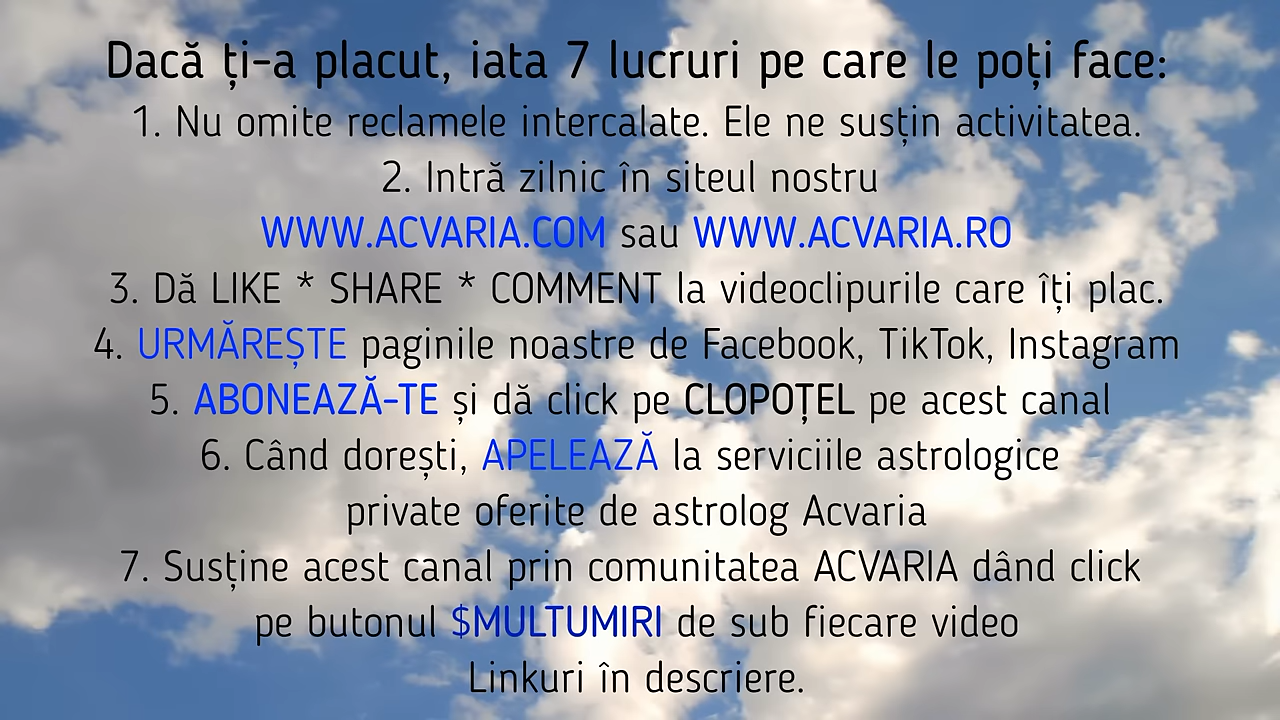 Dacă ți-a placut, iata 7 lucruri pe care le poți face:
1. Nu omite reclamele intercalate. Ele ne susțin activitatea.
2. Intră zilnic în siteul nostru
WWW.ACVARIA.COM sau WWW.ACVARIA.RO
3. Dă LIKE * SHARE * COMMENT la videoclipurile care îți plac.
4. URMĂREȘTE paginile noastre de Facebook, TikTok, Instagram
5. ABONEAZĂ-TE și dă click pe CLOPOȚEL pe acest canal
6. Când dorești, APELEAZĂ la serviciile astrologice
private oferite de astrolog Acvaria
7. Susține acest canal prin comunitatea ACVARIA dând click
pe butonul $MULTUMIRI de sub fiecare video
Linkuri în descriere.